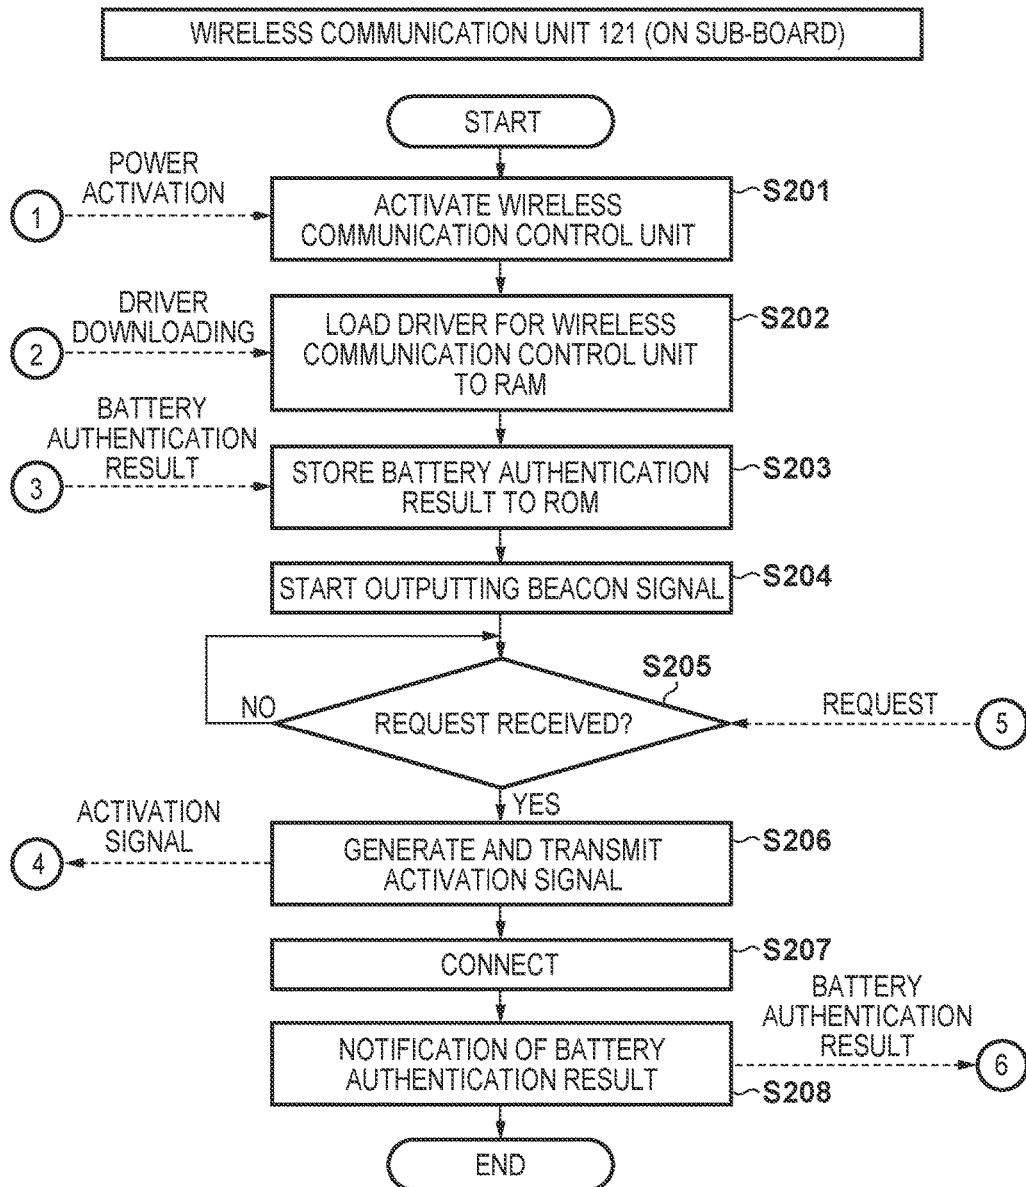 WIRELESS COMMUNICATION UNIT 121 (ON SUB-BOARD)
START
POWER
ACTIVATION
1
ACTIVATE WIRELESS
COMMUNICATION CONTROL UNIT
S201
DRIVER
DOWNLOADING
2
LOAD DRIVER FOR WIRELESS
COMMUNICATION CONTROL UNIT
TO RAM
S202
BATTERY
AUTHENTICATION
RESULT
3
STORE BATTERY AUTHENTICATION
RESULT TO ROM
S203
START OUTPUTTING BEACON SIGNAL
S204
S205
NO
REQUEST RECEIVED?
REQUEST
5
YES
ACTIVATION
SIGNAL
4
GENERATE AND TRANSMIT
ACTIVATION SIGNAL
S206
CONNECT
S207
NOTIFICATION OF BATTERY
AUTHENTICATION RESULT
S208
BATTERY
AUTHENTICATION
RESULT
6
END